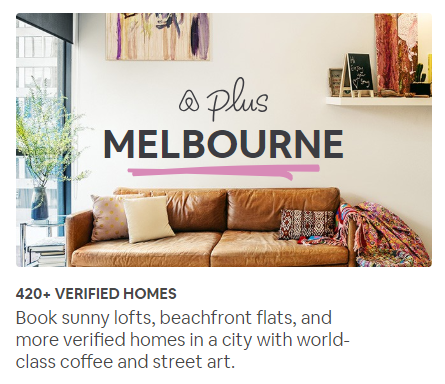 plus
MELBOURNE
420+ VERIFIED HOMES
Book sunny lofts, beachfront flats, and
more verified homes in a city with world-
class coffee and street art.